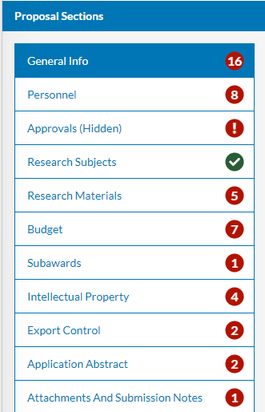 Proposal Sections
General Info 16
Personnel 8
Approvals (Hidden) !
Research Subjects
Research Materials 5
Budget 7
Subawards 1
Intellectual Property 4
Export Control 2
Application Abstract 2
Attachments And Submission Notes 1